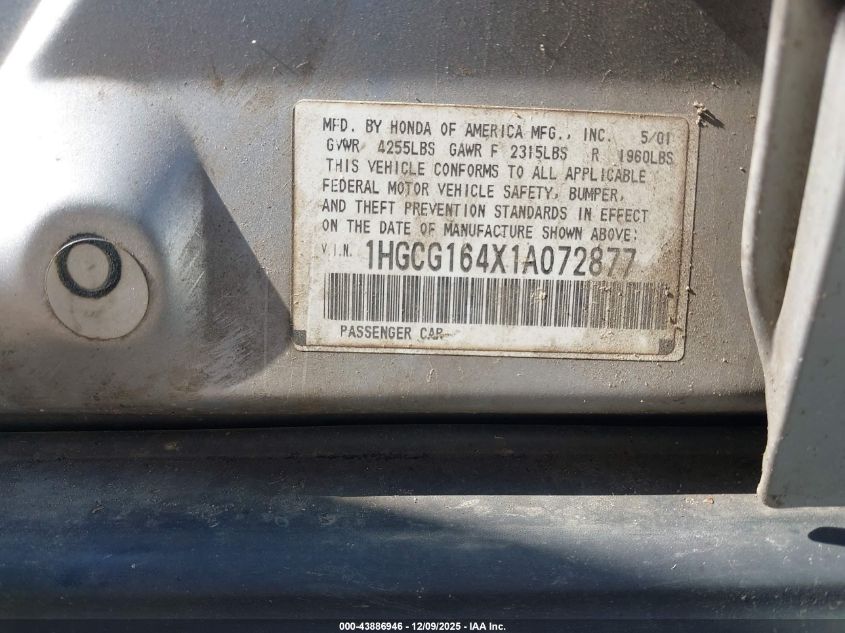 MFD. BY HONDA OF AMERICA MFG., INC. 5/01
GVWR 4255LBS GAWR F 2315LBS R 1960LBS
THIS VEHICLE CONFORMS TO ALL APPLICABLE
FEDERAL MOTOR VEHICLE SAFETY, BUMPER,
AND THEFT PREVENTION STANDARDS IN EFFECT
ON THE DATE OF MANUFACTURE SHOWN ABOVE:
V.I.N. 1HGCG164X1A072877
PASSENGER CAR
000-43886946 - 12/09/2025 - IAA Inc.